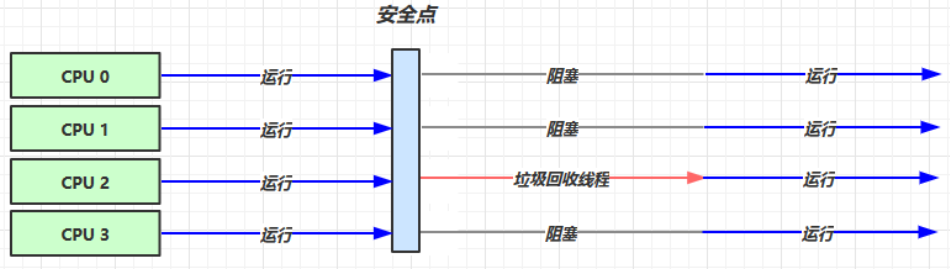 安全点
CPU 0 运行 阻塞 运行
CPU 1 运行 阻塞 运行
CPU 2 运行 垃圾回收线程 运行
CPU 3 运行 阻塞 运行